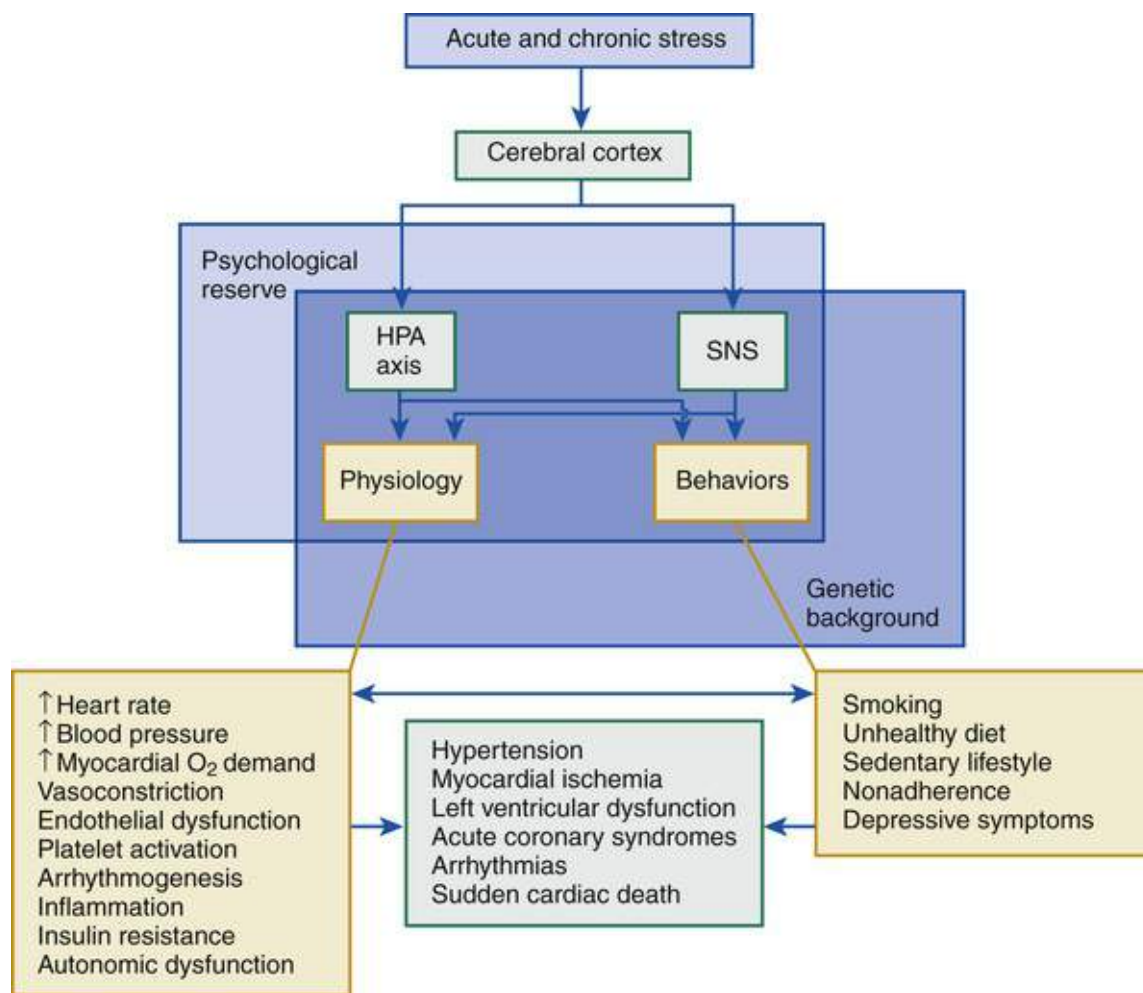 Acute and chronic stress
Cerebral cortex
Psychological
reserve
HPA
axis
SNS
Physiology
Behaviors
Genetic
background
↑Heart rate
↑Blood pressure
↑Myocardial O₂ demand
Vasoconstriction
Endothelial dysfunction
Platelet activation
Arrhythmogenesis
Inflammation
Insulin resistance
Autonomic dysfunction
Hypertension
Myocardial ischemia
Left ventricular dysfunction
Acute coronary syndromes
Arrhythmias
Sudden cardiac death
Smoking
Unhealthy diet
Sedentary lifestyle
Nonadherence
Depressive symptoms